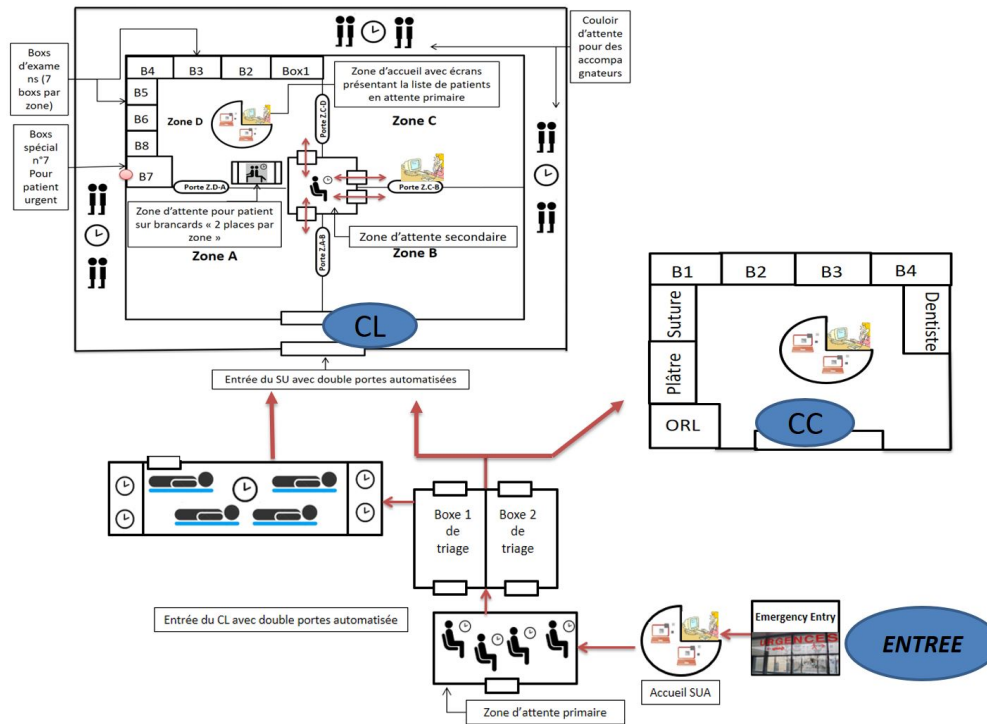 Boxs
d'exame
ns (7
boxs par
zone)
Boxs
spécial
n°7
Pour
patient
urgent
Couloir
d'attente
pour des
accompa
gnateurs
B4
B3
B2
Box1
B5
B6
B8
B7
Zone d'accueil avec écrans
présentant la liste de patients
en attente primaire
Zone D
Zone C
Porte Z.C-D
Porte Z.D-A
Porte Z.C-B
Porte Z.A-B
Zone d'attente pour patient
sur brancards « 2 places par
zone »
Zone d'attente secondaire
Zone A
Zone B
CL
Entrée du SU avec double portes automatisées
B1
B2
B3
B4
Suture
Plâtre
ORL
Dentiste
CC
Boxe 1
de
triage
Boxe 2
de
triage
Entrée du CL avec double portes automatisée
Zone d'attente primaire
Accueil SUA
Emergency Entry
URGENCES
ENTREE